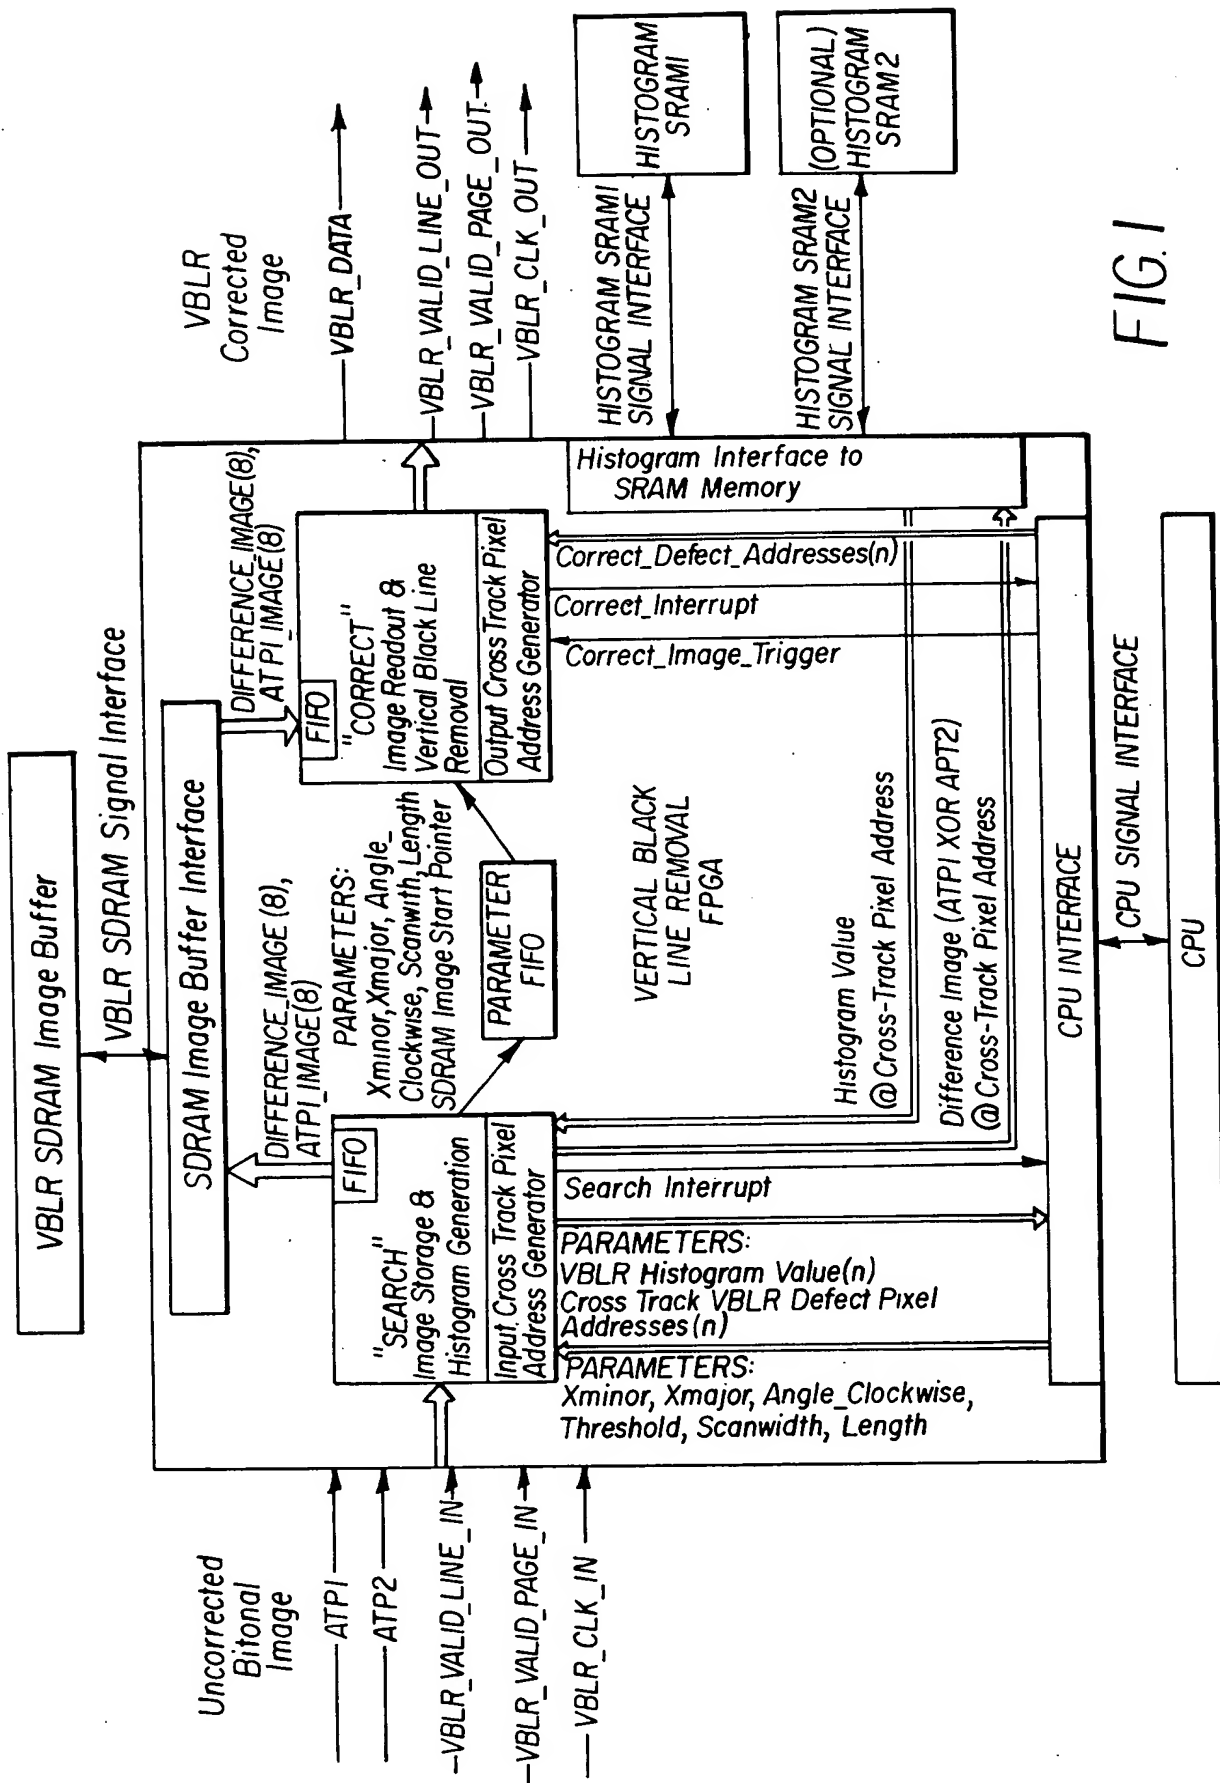 VBLR SDRAM Image Buffer
VBLR SDRAM Signal Interface
SDRAM Image Buffer Interface
Uncorrected
Bitonal
Image
ATP1
ATP2
VBLR_VALID_LINE_IN
VBLR_VALID_PAGE_IN
VBLR_CLK_IN
DIFFERENCE_IMAGE(8),
ATP1_IMAGE(8)
FIFO
"SEARCH"
Image Storage &
Histogram Generation
Input Cross Track Pixel
Address Generator
PARAMETERS:
Xminor, Xmajor, Angle_
Clockwise, Scanwith, Length
SDRAM Image Start Pointer
PARAMETER
FIFO
DIFFERENCE_IMAGE(8),
ATP1_IMAGE(8)
FIFO
"CORRECT"
Image Readout &
Vertical Black Line
Removal
Output Cross Track Pixel
Address Generator
VBLR
Corrected
Image
VBLR_DATA
VBLR_VALID_LINE_OUT
VBLR_VALID_PAGE_OUT
VBLR_CLK_OUT
Histogram Interface to
SRAM Memory
HISTOGRAM SRAM1
SIGNAL INTERFACE
HISTOGRAM
SRAM1
HISTOGRAM SRAM2
SIGNAL INTERFACE
(OPTIONAL)
HISTOGRAM
SRAM2
Correct_Defect_Addresses(n)
Correct_Interrupt
Correct_Image_Trigger
VERTICAL BLACK
LINE REMOVAL
FPGA
Histogram Value
@Cross-Track Pixel Address
Difference Image (ATP1 XOR APT2)
@Cross-Track Pixel Address
Search Interrupt
PARAMETERS:
VBLR Histogram Value(n)
Cross Track VBLR Defect Pixel
Addresses(n)
PARAMETERS:
Xminor, Xmajor, Angle_Clockwise,
Threshold, Scanwidth, Length
CPU INTERFACE
CPU SIGNAL INTERFACE
CPU
FIG. 1